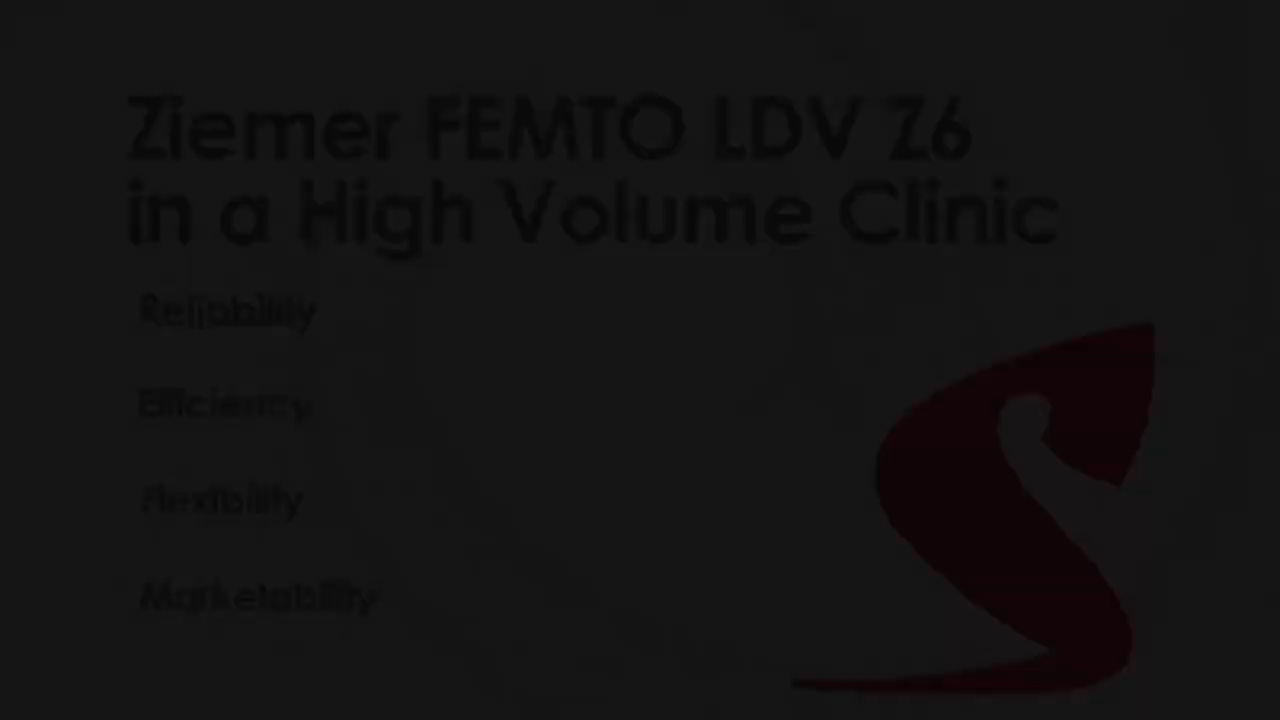 Ziemer FEMTO LDV Z6
in a High Volume Clinic
Reliability
Efficiency
Flexibility
Marketability